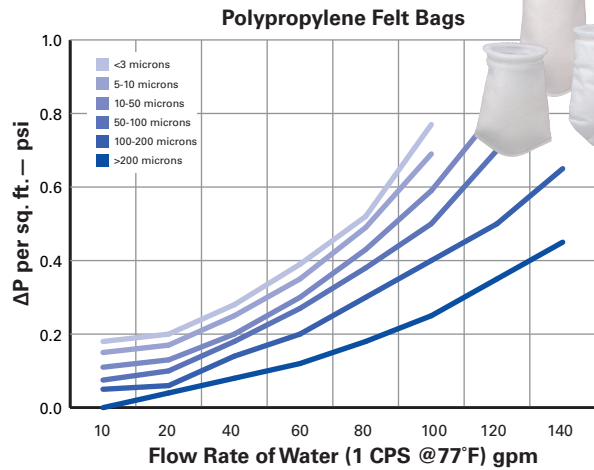 Polypropylene Felt Bags
1.0
0.8
0.6
0.4
0.2
0.0
ΔP per sq. ft.— psi
<3 microns
5-10 microns
10-50 microns
50-100 microns
100-200 microns
>200 microns
10 20 40 60 80 100 120 140
Flow Rate of Water (1 CPS @77˚F) gpm